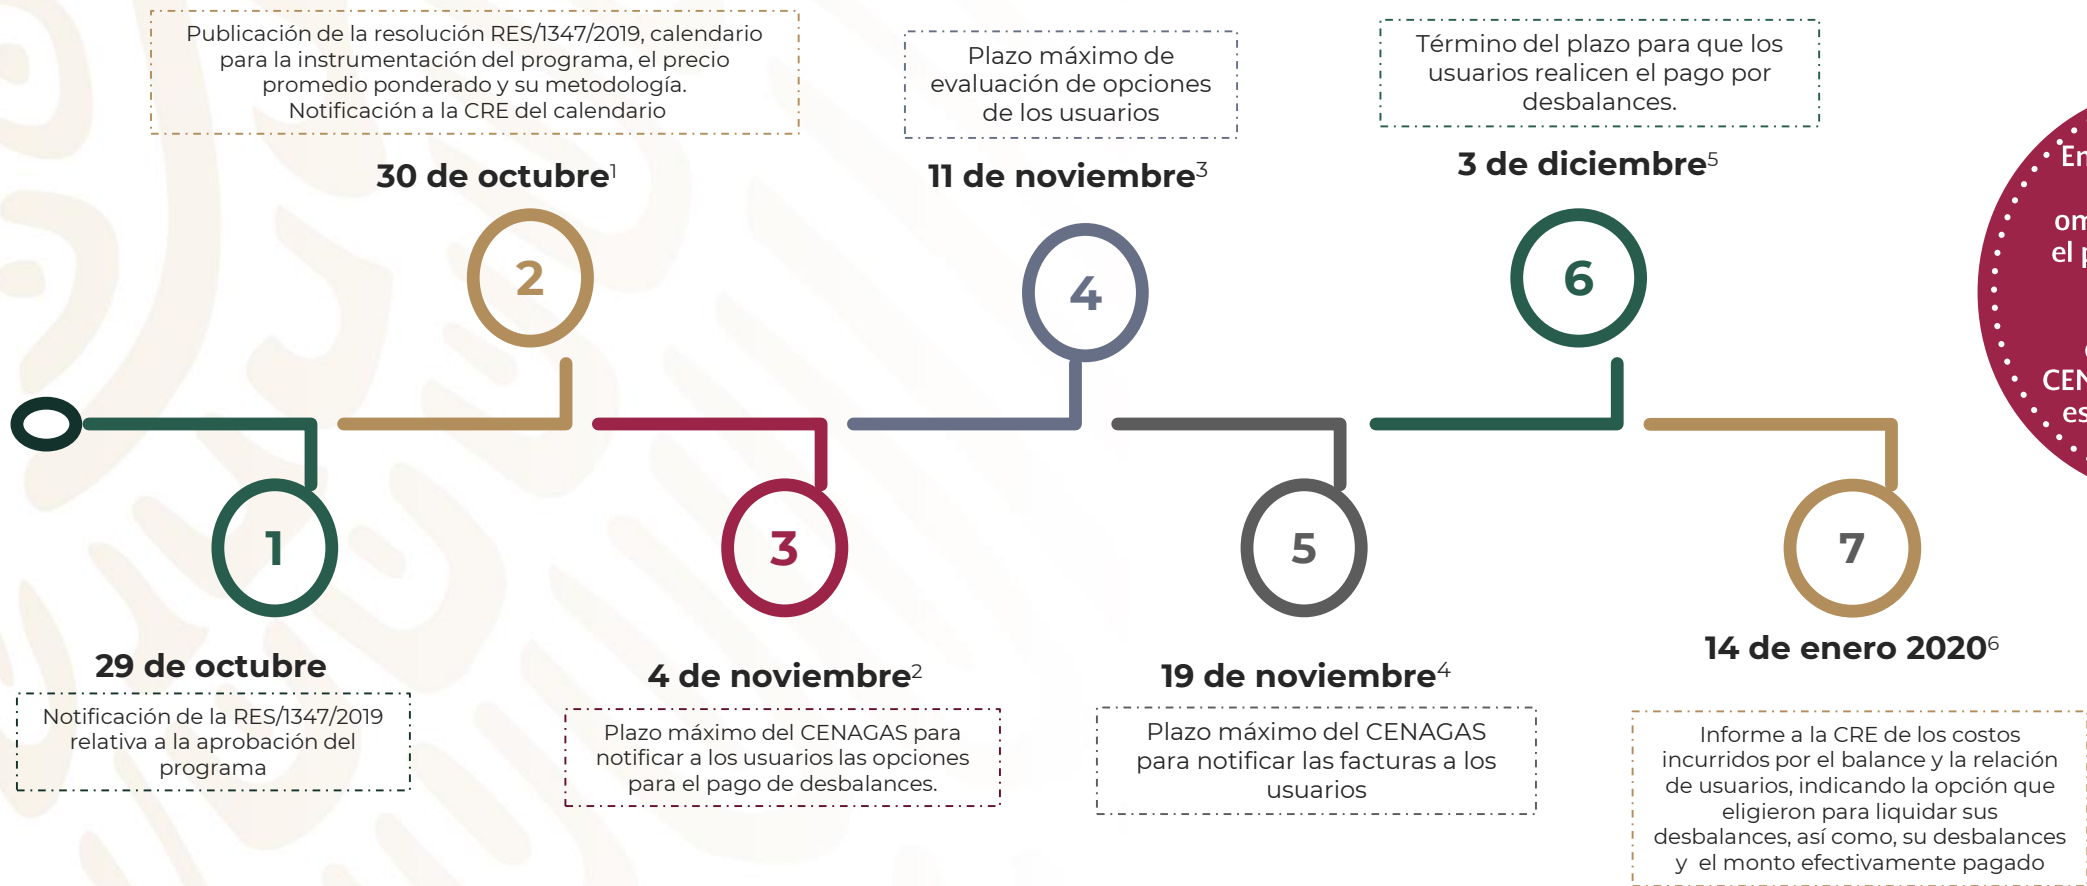 Publicación de la resolución RES/1347/2019, calendario
para la instrumentación del programa, el precio
promedio ponderado y su metodología.
Notificación a la CRE del calendario
30 de octubre¹
2
Plazo máximo de
evaluación de opciones
de los usuarios
11 de noviembre³
4
Término del plazo para que los
usuarios realicen el pago por
desbalances.
3 de diciembre⁵
6
1
29 de octubre
Notificación de la RES/1347/2019
relativa a la aprobación del
programa
3
4 de noviembre²
Plazo máximo del CENAGAS para
notificar a los usuarios las opciones
para el pago de desbalances.
5
19 de noviembre⁴
Plazo máximo del CENAGAS
para notificar las facturas a los
usuarios
7
14 de enero 2020⁶
Informe a la CRE de los costos
incurridos por el balance y la relación
de usuarios, indicando la opción que
eligieron para liquidar sus
desbalances, así como, su desbalances
y el monto efectivamente pagado
el